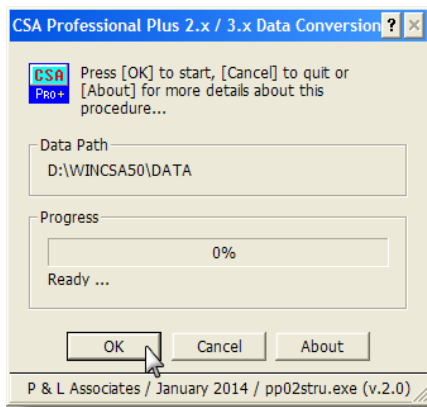 CSA Professional Plus 2.x / 3.x Data Conversion ?
CSA
PRO+
Press [OK] to start, [Cancel] to quit or
[About] for more details about this
procedure...
Data Path
D:\WINCSA50\DATA
Progress
0%
Ready ...
OK Cancel About
P & L Associates / January 2014 / pp02stru.exe (v.2.0)